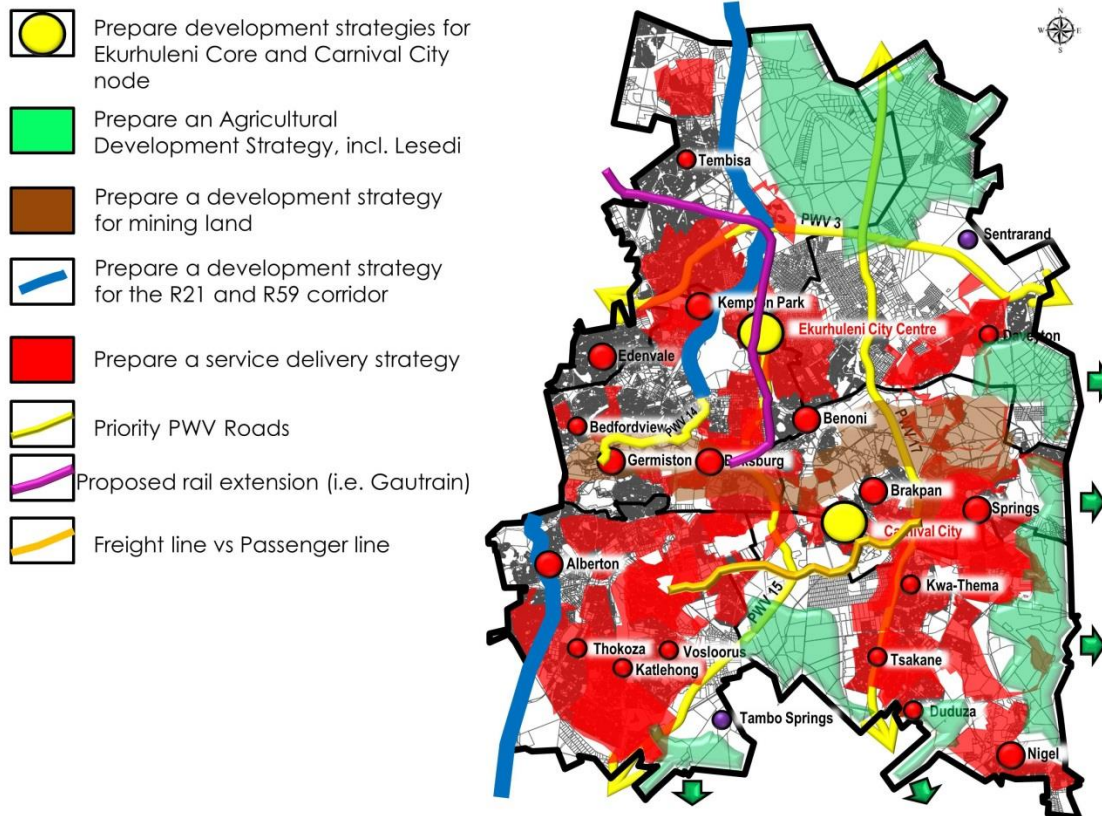 Prepare development strategies for
Ekurhuleni Core and Carnival City
node
Prepare an Agricultural
Development Strategy, incl. Lesedi
Prepare a development strategy
for mining land
Prepare a development strategy
for the R21 and R59 corridor
Prepare a service delivery strategy
Priority PWV Roads
Proposed rail extension (i.e. Gautrain)
Freight line vs Passenger line
N
W E
S
Tembisa
PWV 3
Sentrarand
Kempton Park
Ekurhuleni City Centre
Daveyton
Edenvale
Bedfordview
PWV 14
Benoni
PWV 17
Germiston
Boksburg
Brakpan
Springs
Carnival City
Alberton
Kwa-Thema
PWV 15
Thokoza
Vosloorus
Katlehong
Tsakane
Duduza
Tambo Springs
Nigel